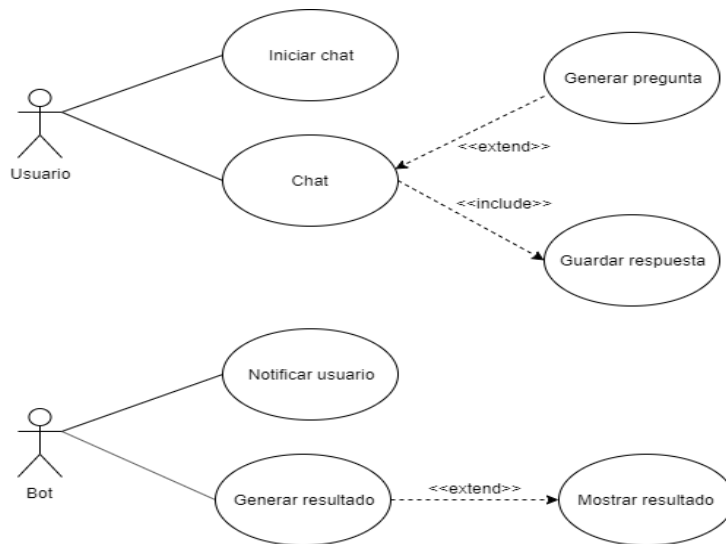 Iniciar chat
Generar pregunta
<<extend>>
Usuario
Chat
<<include>>
Guardar respuesta
Notificar usuario
Bot
Generar resultado
<<extend>>
Mostrar resultado